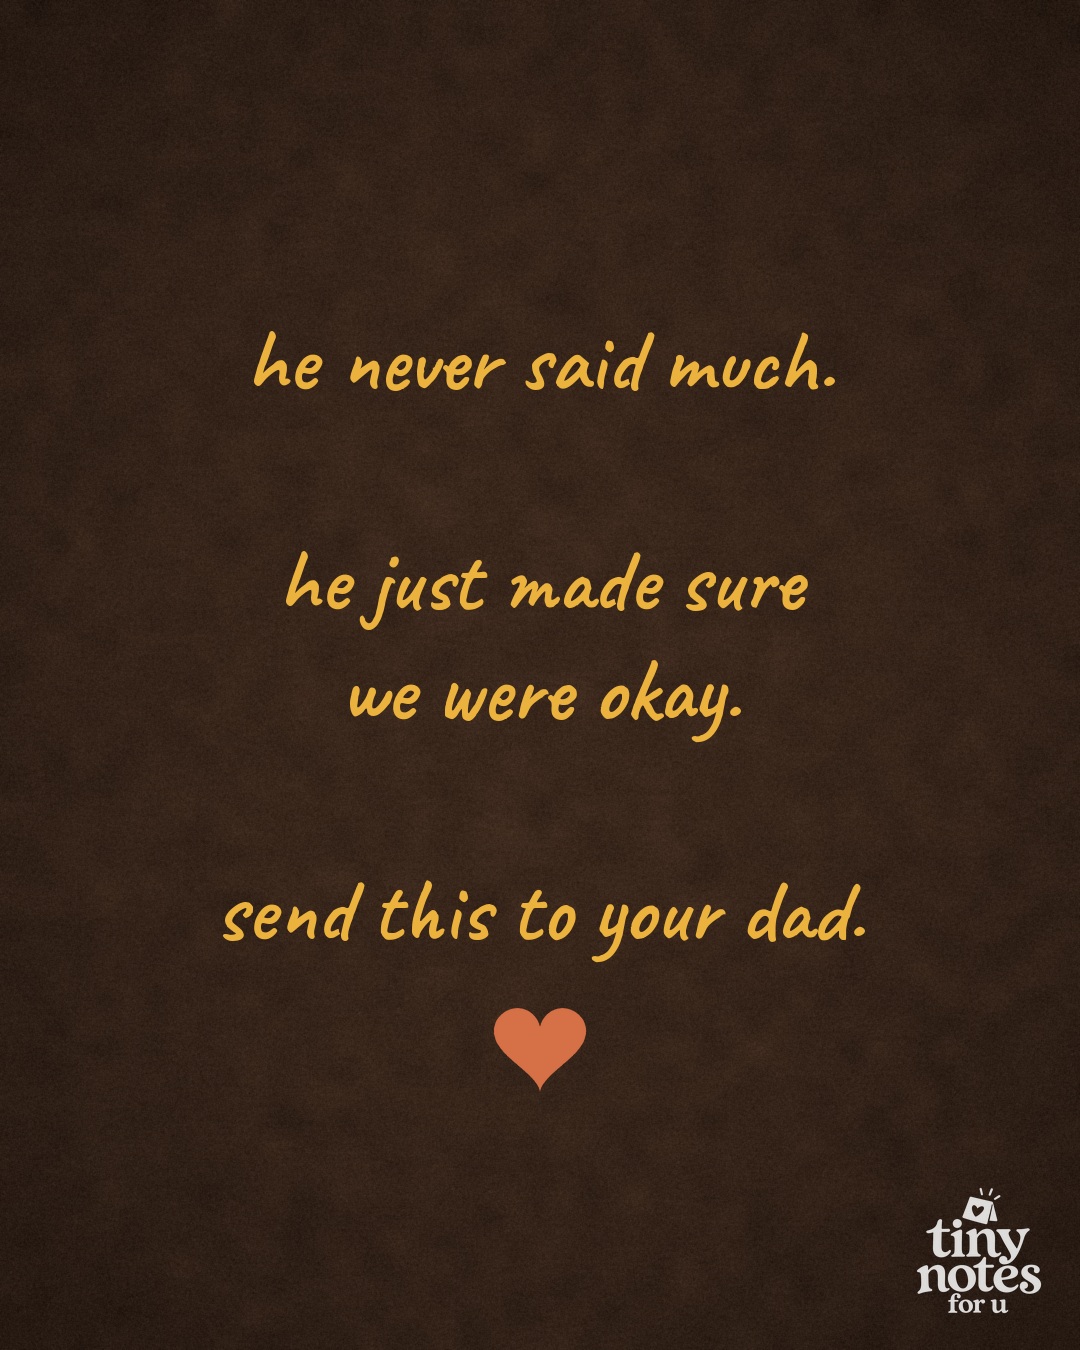 he never said much.
he just made sure
we were okay.
send this to your dad.
tiny
notes
for u